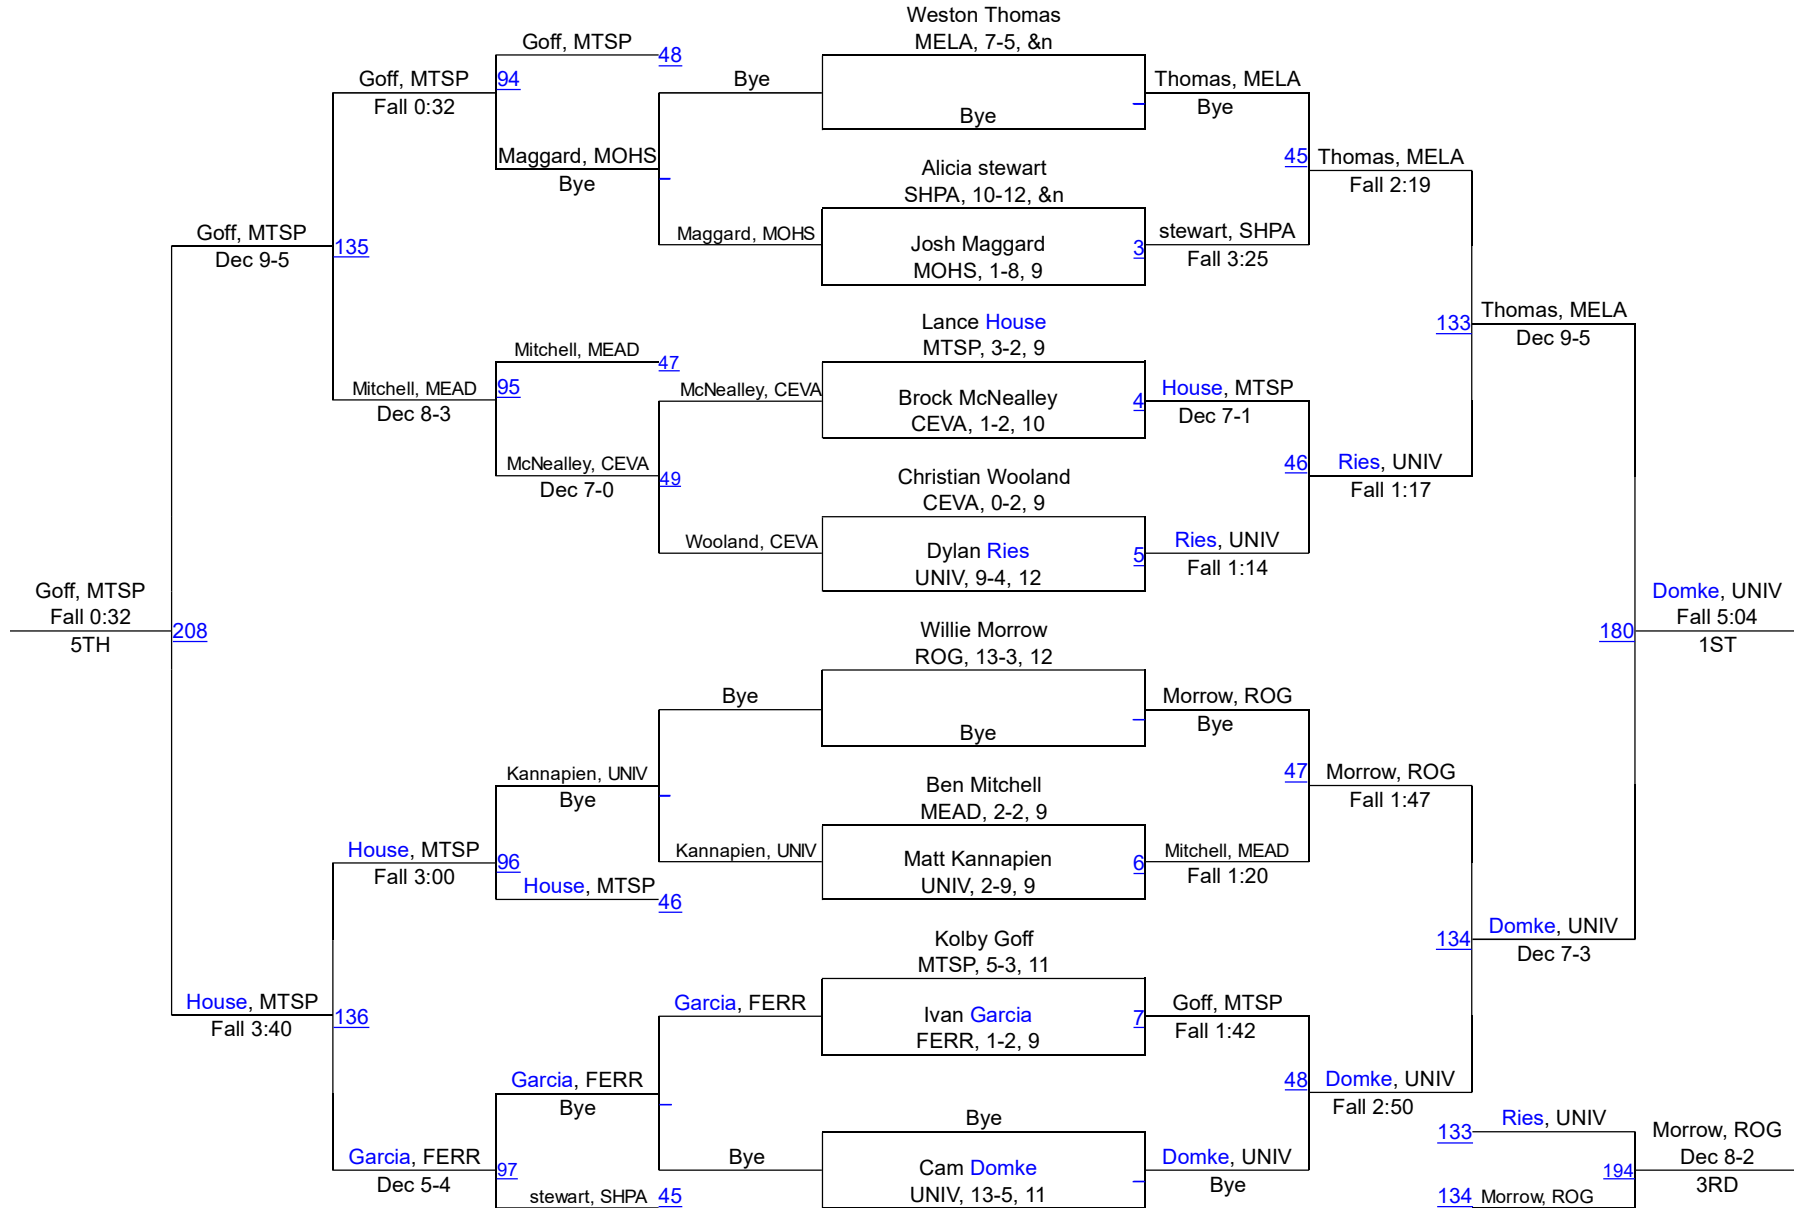 Weston Thomas
MELA, 7-5, &n
Goff, MTSP
48
Goff, MTSP
94
Bye
Thomas, MELA
Fall 0:32
Bye
Bye
Maggard, MOHS
45
Thomas, MELA
Bye
Alicia stewart
Fall 2:19
SHPA, 10-12, &n
Goff, MTSP
135
Maggard, MOHS
Josh Maggard
3
stewart, SHPA
Dec 9-5
MOHS, 1-8, 9
Fall 3:25
Lance House
133
Thomas, MELA
MTSP, 3-2, 9
Dec 9-5
Mitchell, MEAD
47
Mitchell, MEAD
95
McNealley, CEVA
Brock McNealley
4
House, MTSP
Dec 8-3
CEVA, 1-2, 10
Dec 7-1
McNealley, CEVA
49
Christian Wooland
46
Ries, UNIV
Dec 7-0
CEVA, 0-2, 9
Fall 1:17
Wooland, CEVA
Dylan Ries
5
Ries, UNIV
UNIV, 9-4, 12
Fall 1:14
Goff, MTSP
Domke, UNIV
Fall 0:32
Fall 5:04
208
Willie Morrow
180
5TH
ROG, 13-3, 12
1ST
Bye
Morrow, ROG
Bye
Bye
Kannapien, UNIV
Ben Mitchell
47
Morrow, ROG
Bye
MEAD, 2-2, 9
Fall 1:47
House, MTSP
96
Kannapien, UNIV
Matt Kannapien
6
Mitchell, MEAD
Fall 3:00
House, MTSP
46
UNIV, 2-9, 9
Fall 1:20
Kolby Goff
134
Domke, UNIV
MTSP, 5-3, 11
Dec 7-3
House, MTSP
136
Garcia, FERR
Ivan Garcia
7
Goff, MTSP
Fall 3:40
FERR, 1-2, 9
Fall 1:42
Garcia, FERR
48
Domke, UNIV
Bye
Bye
Fall 2:50
133
Ries, UNIV
Morrow, ROG
Garcia, FERR
97
Bye
Cam Domke
Domke, UNIV
Dec 8-2
Dec 5-4
UNIV, 13-5, 11
Bye
194
3RD
stewart, SHPA
45
134
Morrow, ROG